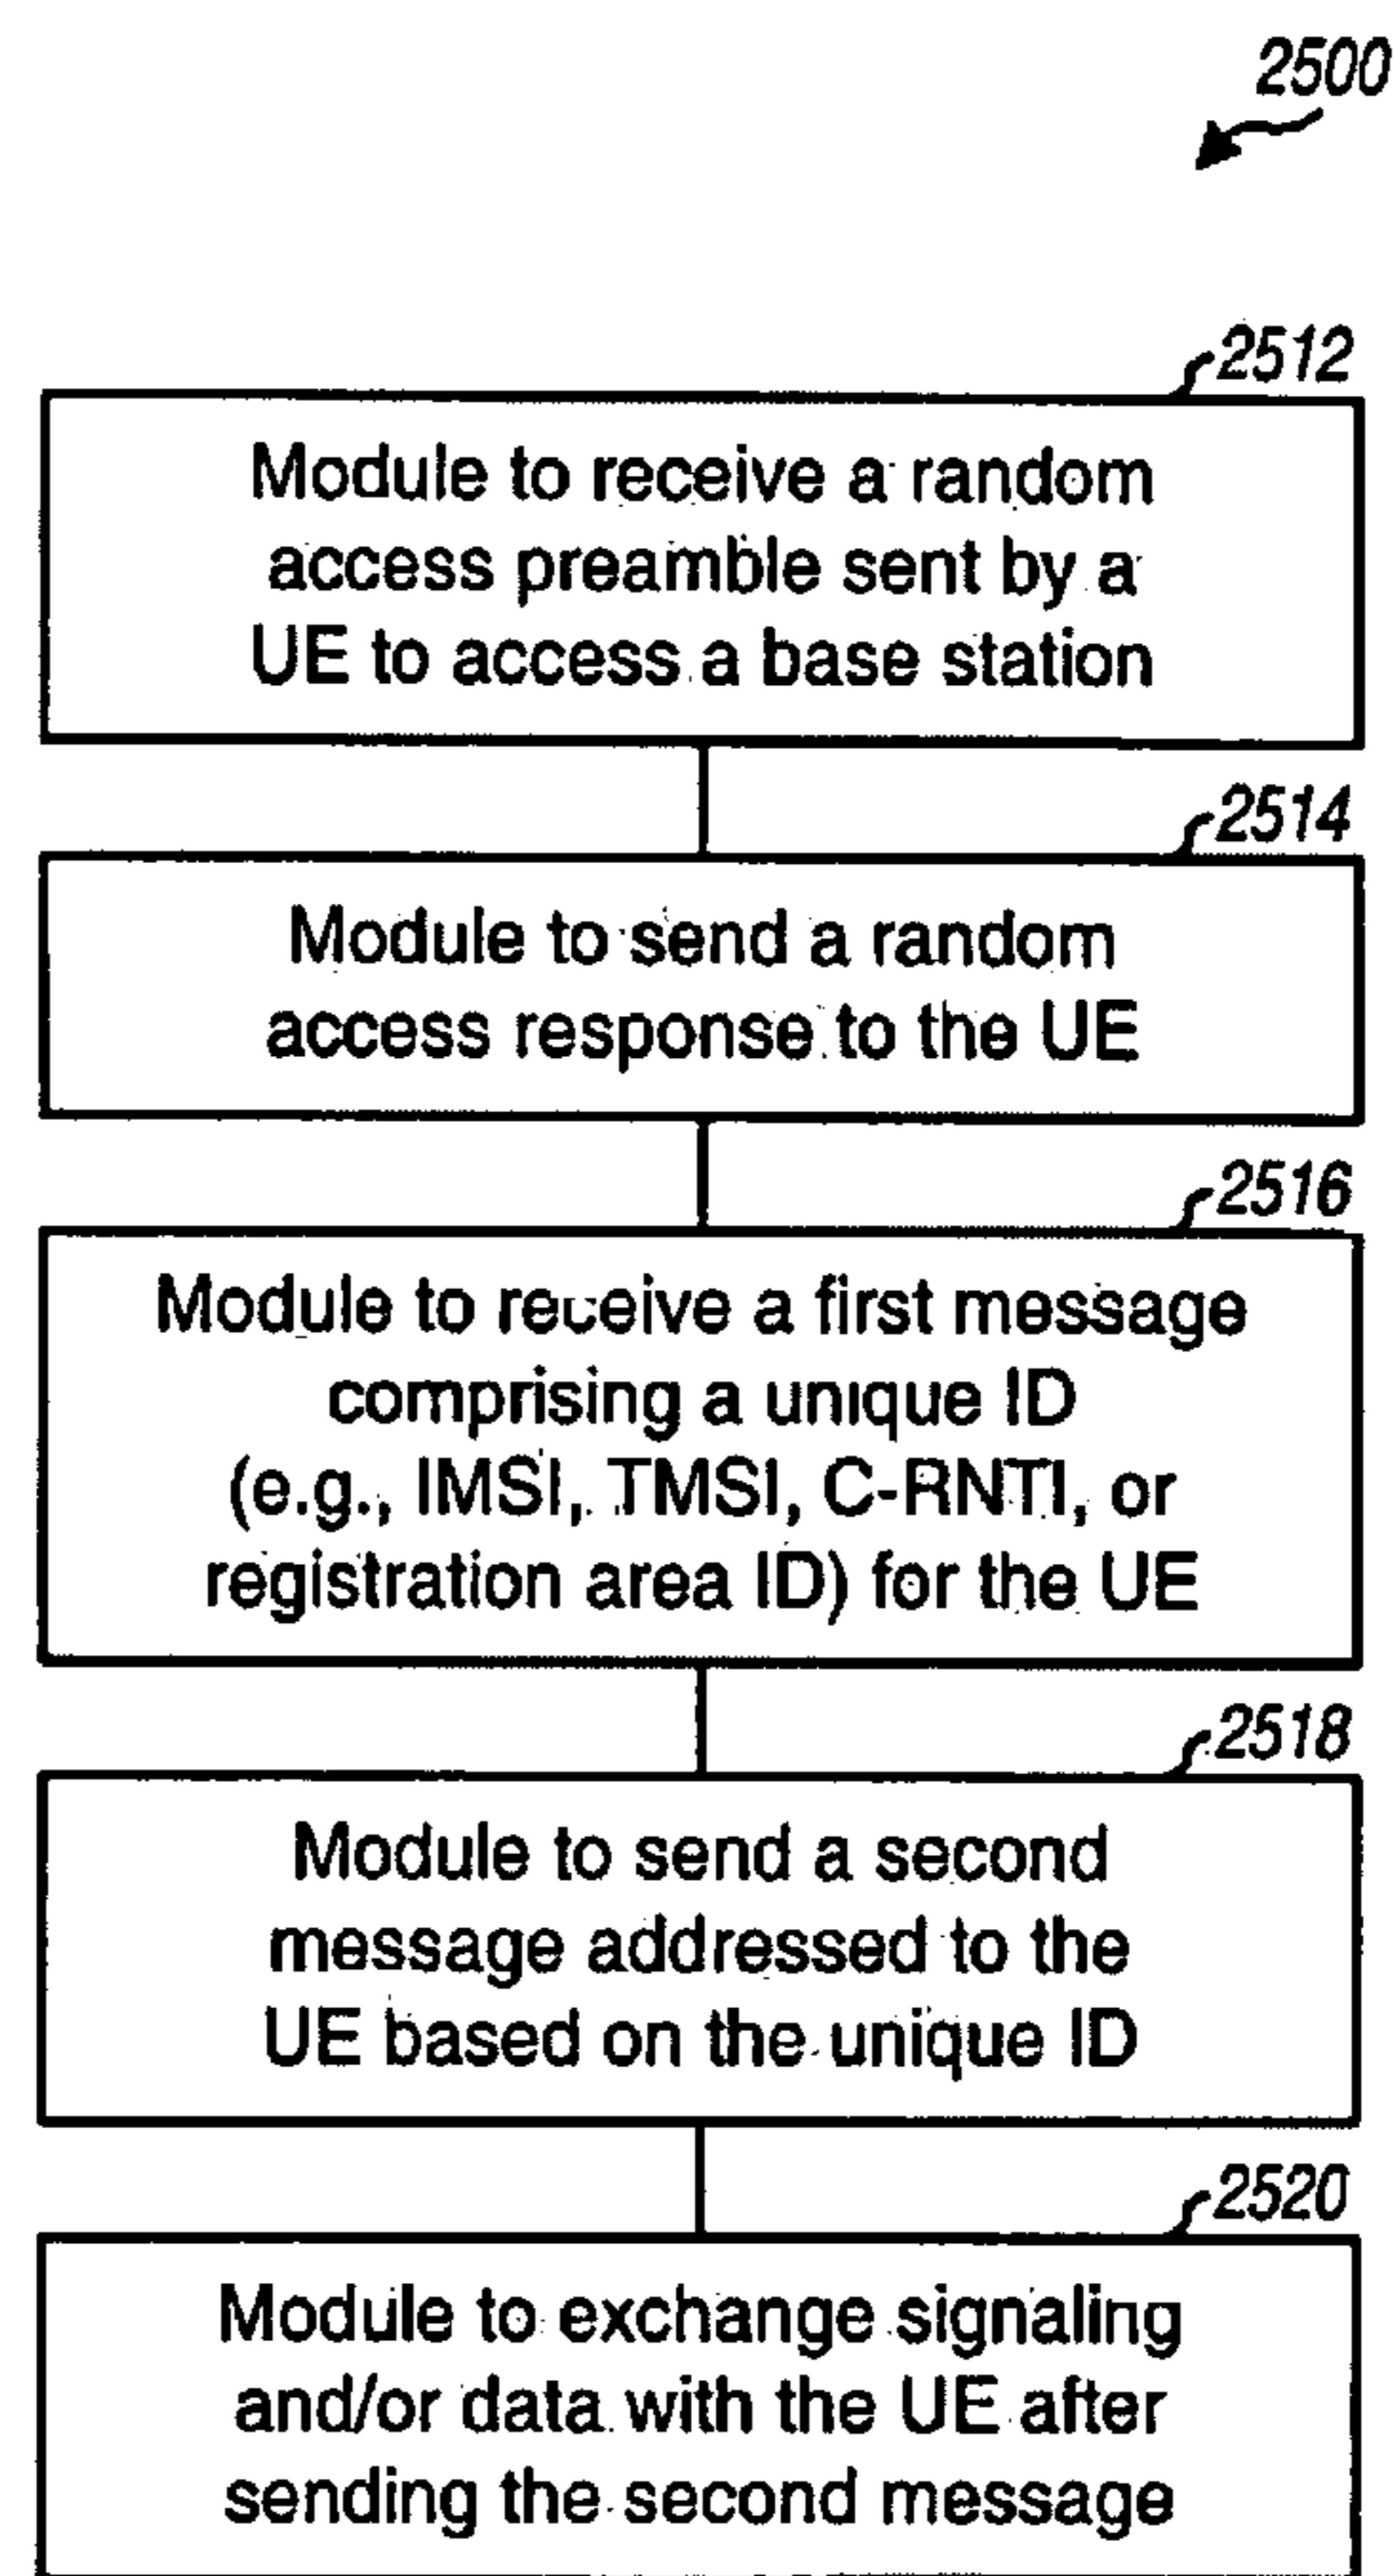 2500
2512
Module to receive a random
access preamble sent by a
UE to access a base station
2514
Module to send a random
access response to the UE
2516
Module to receive a first message
comprising a unique ID
(e.g., IMSI, TMSI, C-RNTI, or
registration area ID) for the UE
2518
Module to send a second
message addressed to the
UE based on the unique ID
2520
Module to exchange signaling
and/or data with the UE after
sending the second message